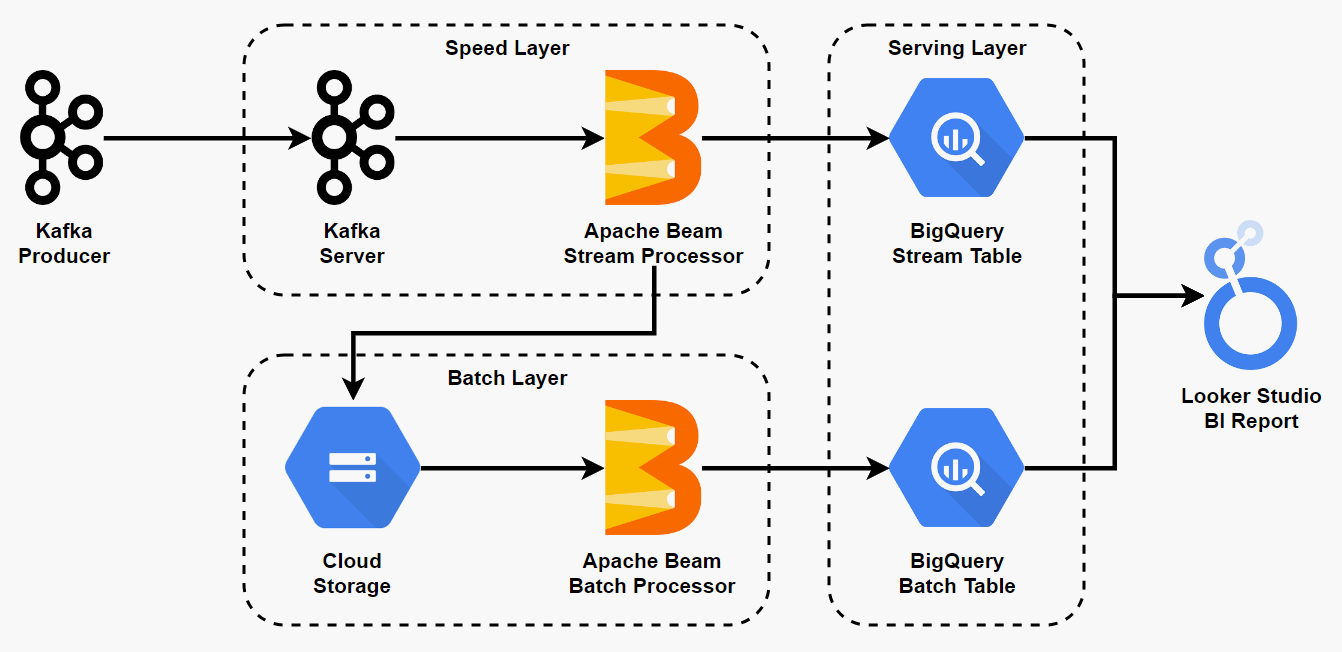 Speed Layer
Serving Layer
Kafka
Producer
Kafka
Server
Apache Beam
Stream Processor
BigQuery
Stream Table
Batch Layer
Looker Studio
BI Report
Cloud
Storage
Apache Beam
Batch Processor
BigQuery
Batch Table